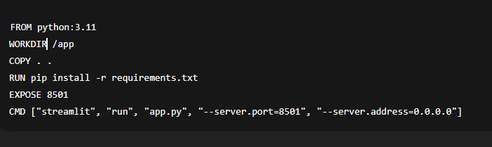 FROM python:3.11
WORKDIR /app
COPY . .
RUN pip install -r requirements.txt
EXPOSE 8501
CMD ["streamlit", "run", "app.py", "--server.port=8501", "--server.address=0.0.0.0"]